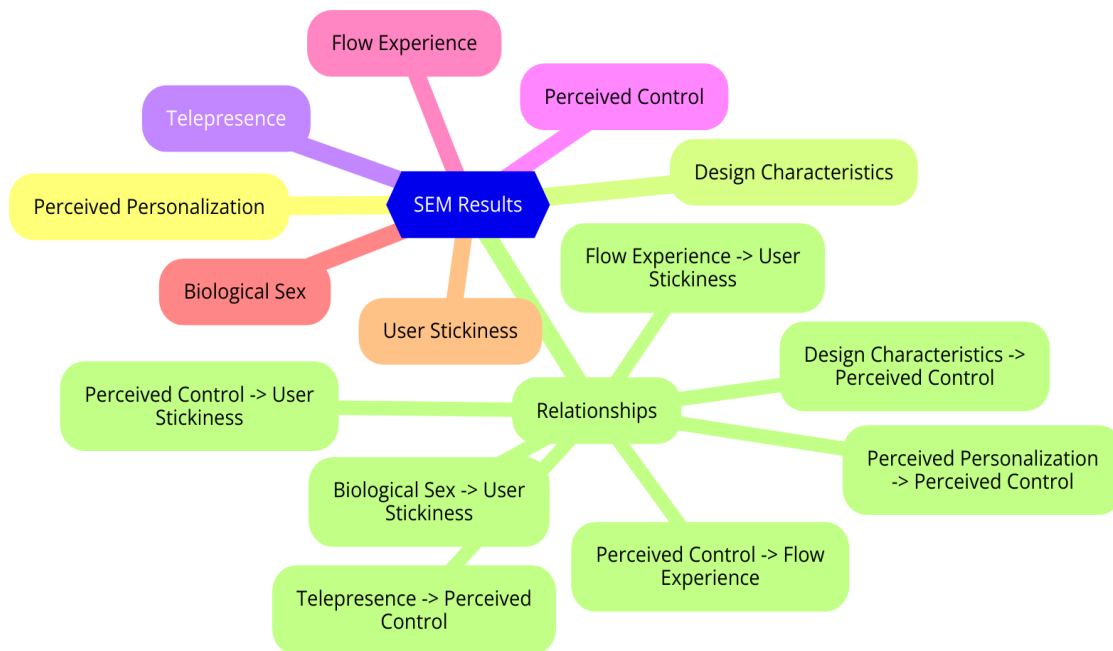 Flow Experience
Perceived Control
Telepresence
Design Characteristics
Perceived Personalization
SEM Results
Flow Experience -> User
Stickiness
Biological Sex
User Stickiness
Design Characteristics ->
Perceived Control
Perceived Control -> User
Stickiness
Relationships
Perceived Personalization
-> Perceived Control
Biological Sex -> User
Stickiness
Perceived Control -> Flow
Experience
Telepresence -> Perceived
Control